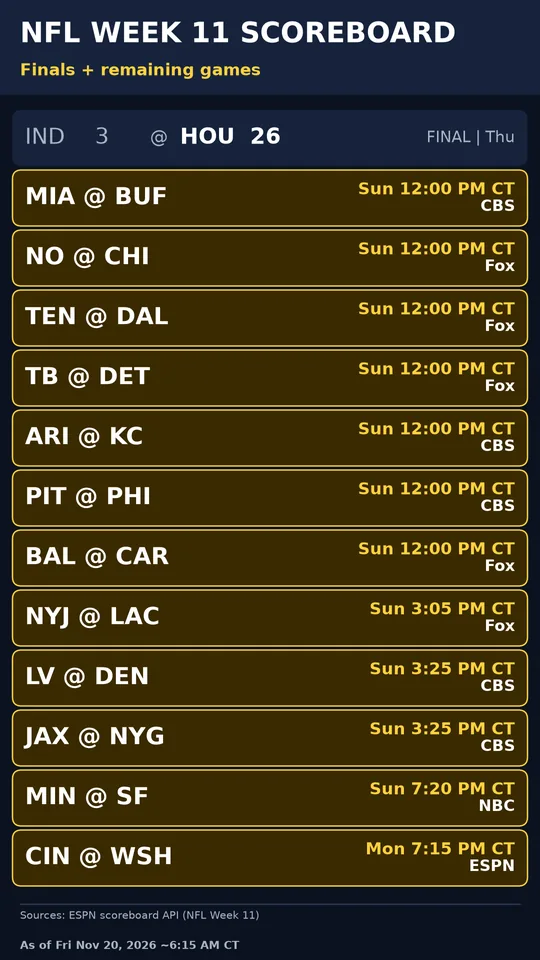 NFL WEEK 11 SCOREBOARD
Finals + remaining games
IND 3 @ HOU 26 FINAL | Thu
MIA @ BUF Sun 12:00 PM CT
CBS
NO @ CHI Sun 12:00 PM CT
Fox
TEN @ DAL Sun 12:00 PM CT
Fox
TB @ DET Sun 12:00 PM CT
Fox
ARI @ KC Sun 12:00 PM CT
CBS
PIT @ PHI Sun 12:00 PM CT
CBS
BAL @ CAR Sun 12:00 PM CT
Fox
NYJ @ LAC Sun 3:05 PM CT
Fox
LV @ DEN Sun 3:25 PM CT
CBS
JAX @ NYG Sun 3:25 PM CT
CBS
MIN @ SF Sun 7:20 PM CT
NBC
CIN @ WSH Mon 7:15 PM CT
ESPN
Sources: ESPN scoreboard API (NFL Week 11)
As of Fri Nov 20, 2026 ~6:15 AM CT